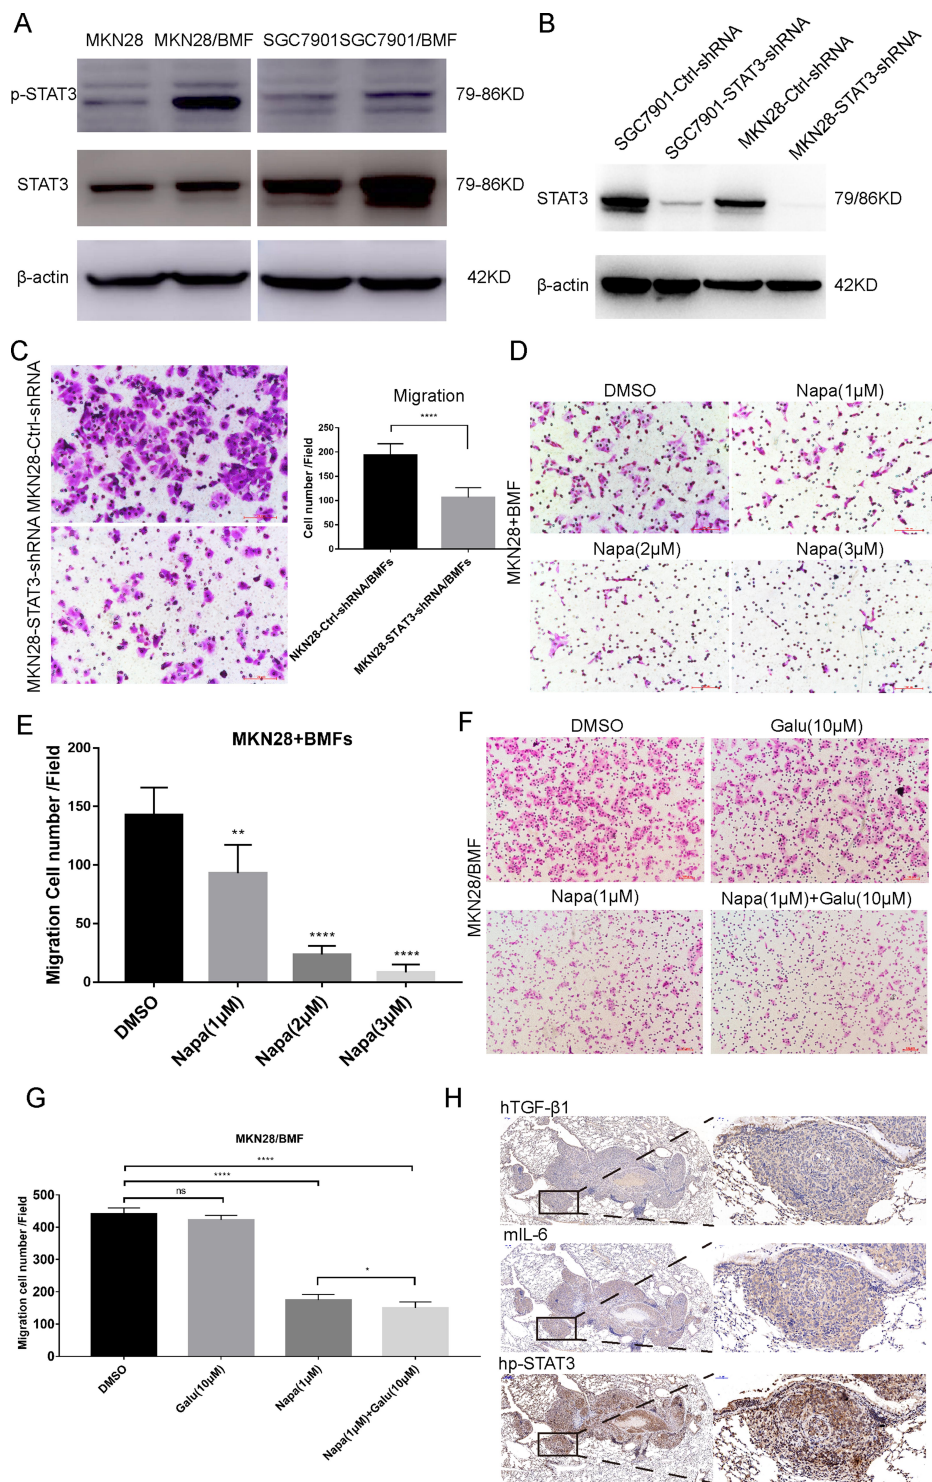 A
MKN28 MKN28/BMF SGC7901SGC7901/BMF
p-STAT3 79-86KD
STAT3 79-86KD
β-actin 42KD
B
SGC7901-Ctrl-shRNA
SGC7901-STAT3-shRNA
MKN28-Ctrl-shRNA
MKN28-STAT3-shRNA
STAT3 79/86KD
β-actin 42KD
C
MKN28-STAT3-shRNA MKN28-Ctrl-shRNA
Migration
****
Cell number /Field
250
200
150
100
50
0
NKN28-Ctrl-shRNA/BMFs
MKN28-STAT3-shRNA/BMFs
D
MKN28+BMF
DMSO Napa(1μM)
Napa(2μM) Napa(3μM)
E
MKN28+BMFs
Migration Cell number /Field
200
150
100
50
0
**
****
****
DMSO
Napa(1μM)
Napa(2μM)
Napa(3μM)
F
MKN28/BMF
DMSO Galu(10μM)
Napa(1μM) Napa(1μM)+Galu(10μM)
G
MKN28/BMF
Migration cell number /Field
****
****
ns
*
500
400
300
200
100
0
DMSO
Galu(10μM)
Napa(1μM)
Napa(1μM)+Galu(10μM)
H
hTGF-β1
mIL-6
hp-STAT3